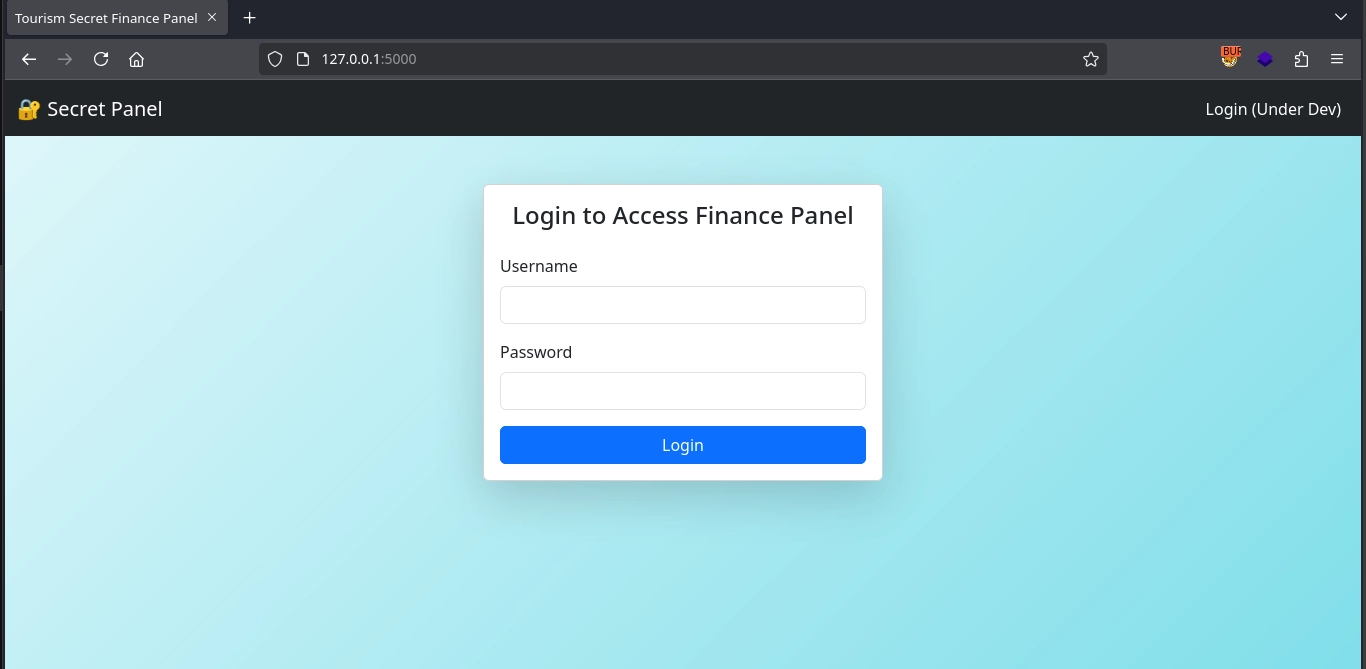 Tourism Secret Finance Panel
127.0.0.1:5000
BUR
🔐 Secret Panel
Login (Under Dev)
Login to Access Finance Panel
Username
Password
Login